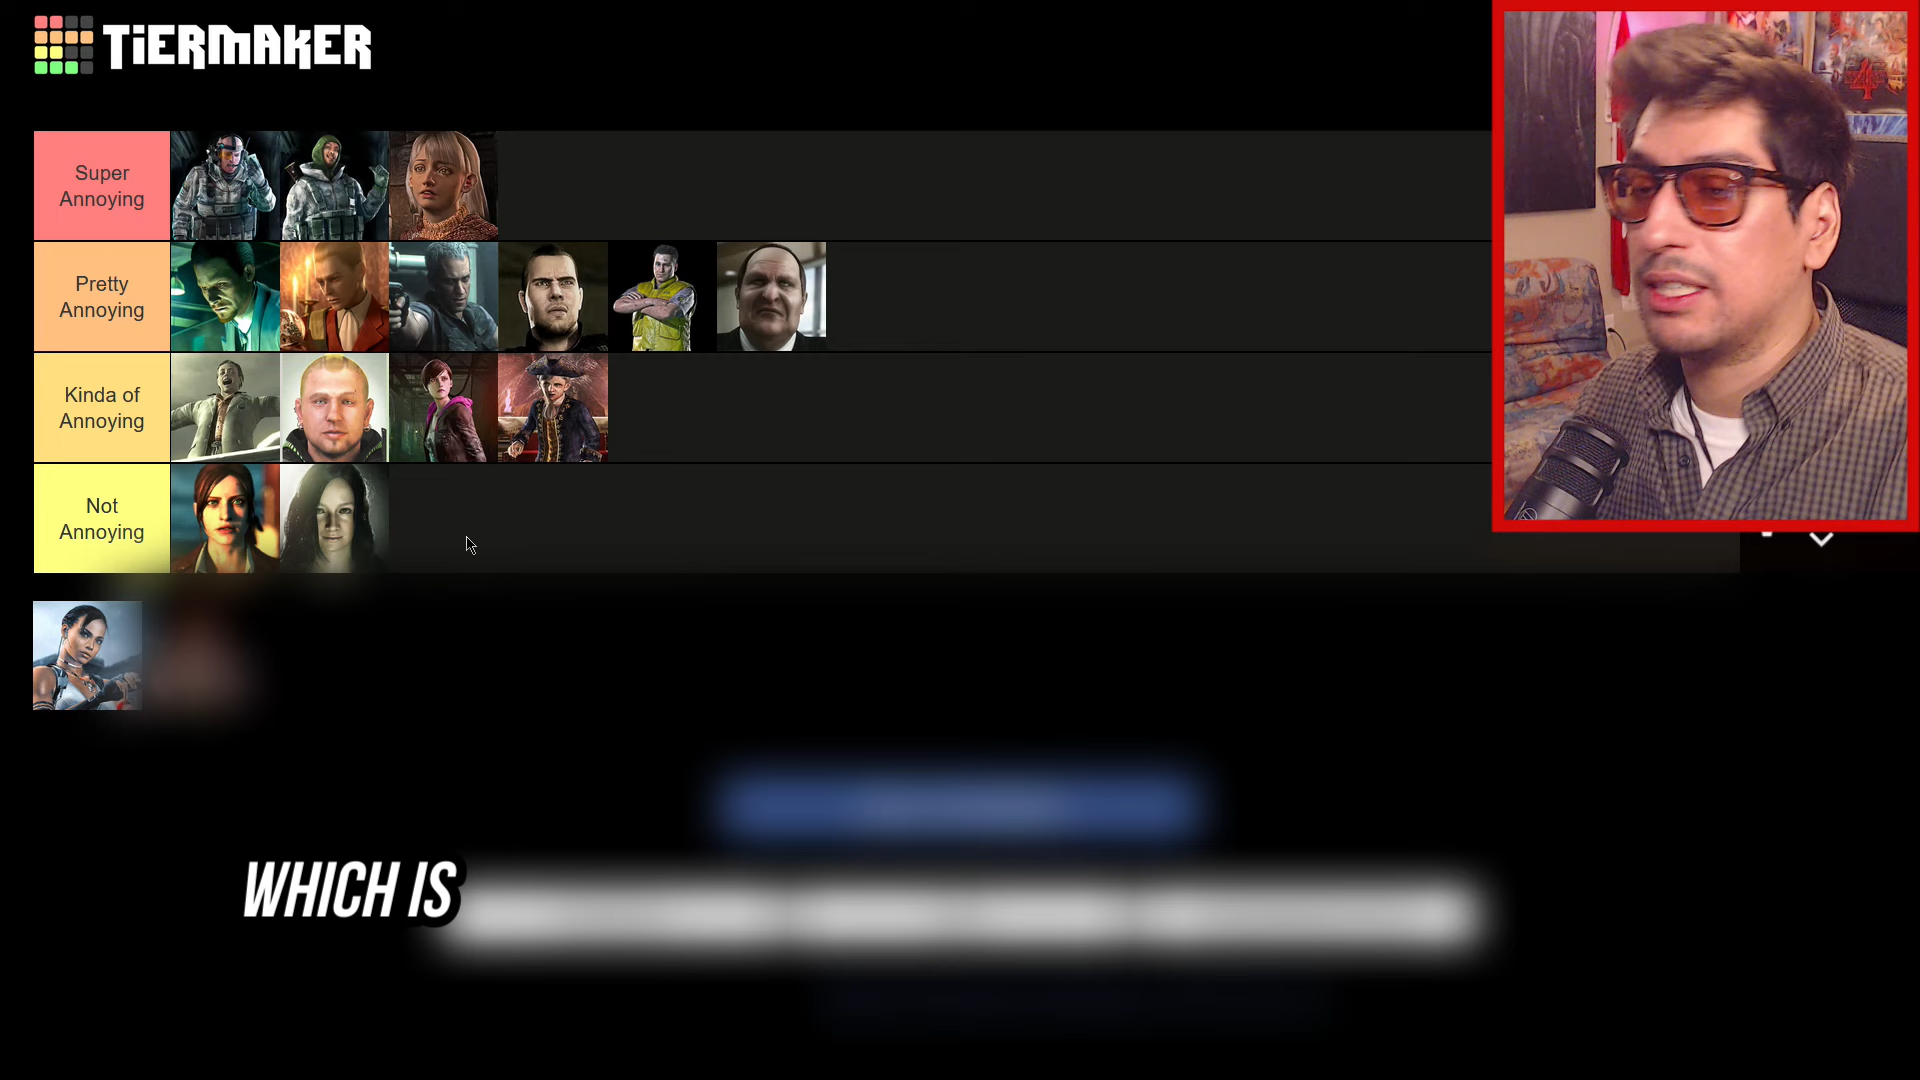 TiERMAKER
Super
Annoying
Pretty
Annoying
Kinda of
Annoying
Not
Annoying
WHICH IS